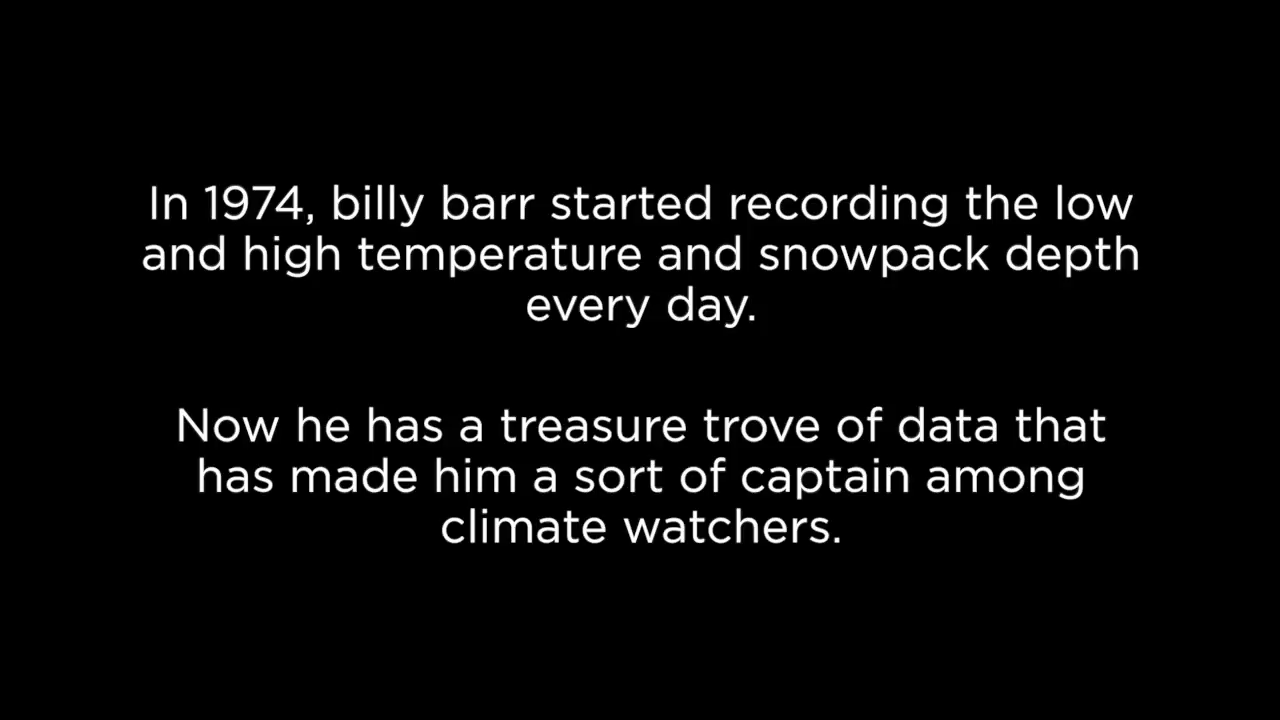 In 1974, billy barr started recording the low
and high temperature and snowpack depth
every day.
Now he has a treasure trove of data that
has made him a sort of captain among
climate watchers.